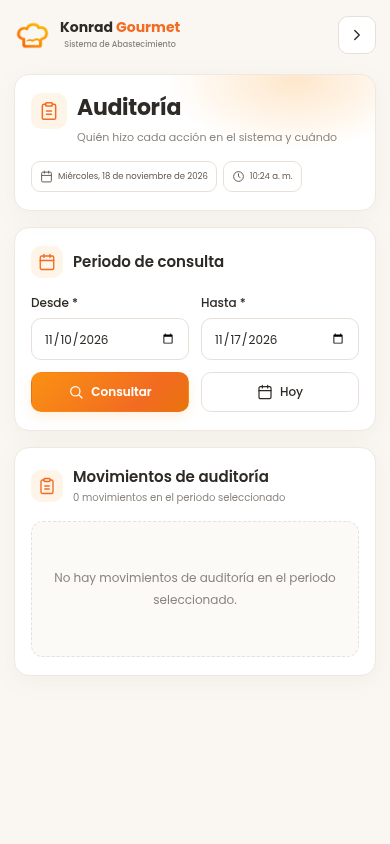 Konrad Gourmet
Sistema de Abastecimiento
Auditoría
Quién hizo cada acción en el sistema y cuándo
Miércoles, 18 de noviembre de 2026
10:24 a. m.
Periodo de consulta
Desde *
Hasta *
11/10/2026
11/17/2026
Consultar
Hoy
Movimientos de auditoría
0 movimientos en el periodo seleccionado
No hay movimientos de auditoría en el periodo
seleccionado.